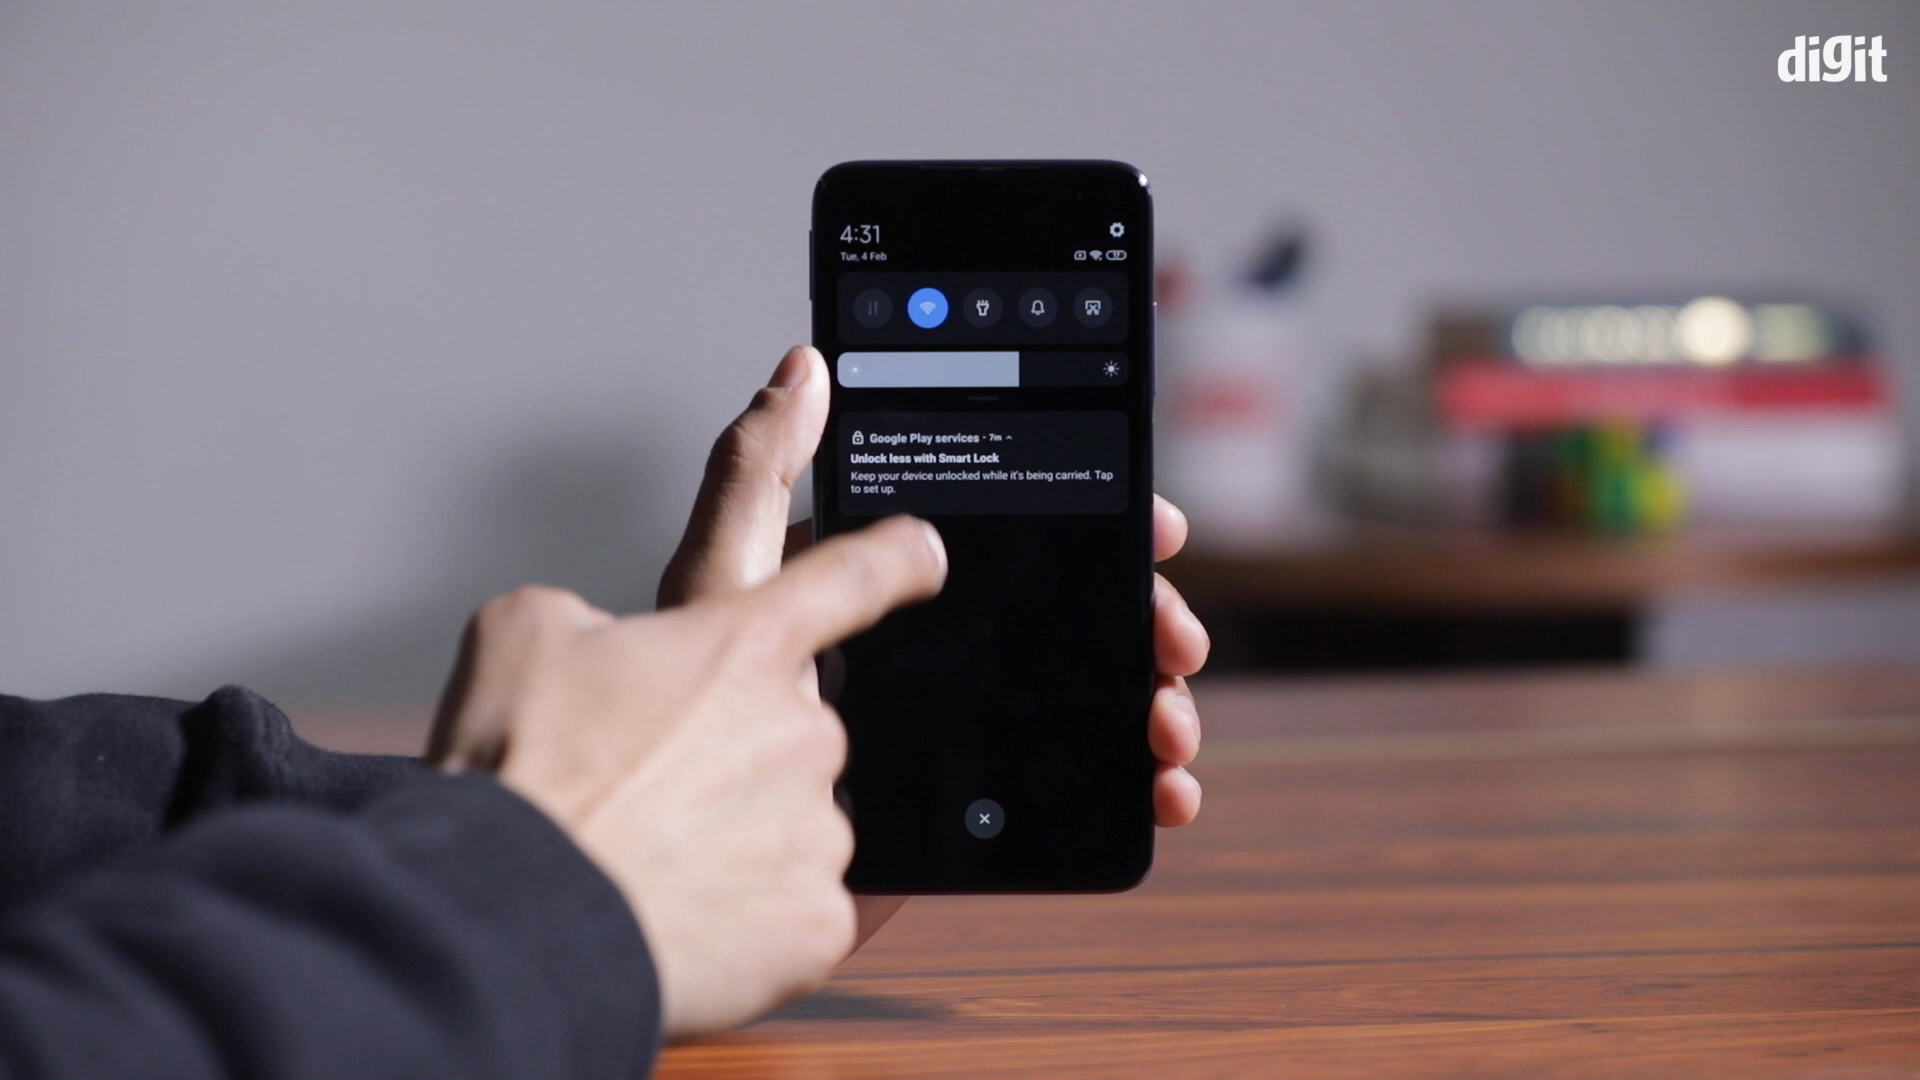 digit
4:31
Tue, 4 Feb
Google Play services · 7m
Unlock less with Smart Lock
Keep your device unlocked while it's being carried. Tap
to set up.